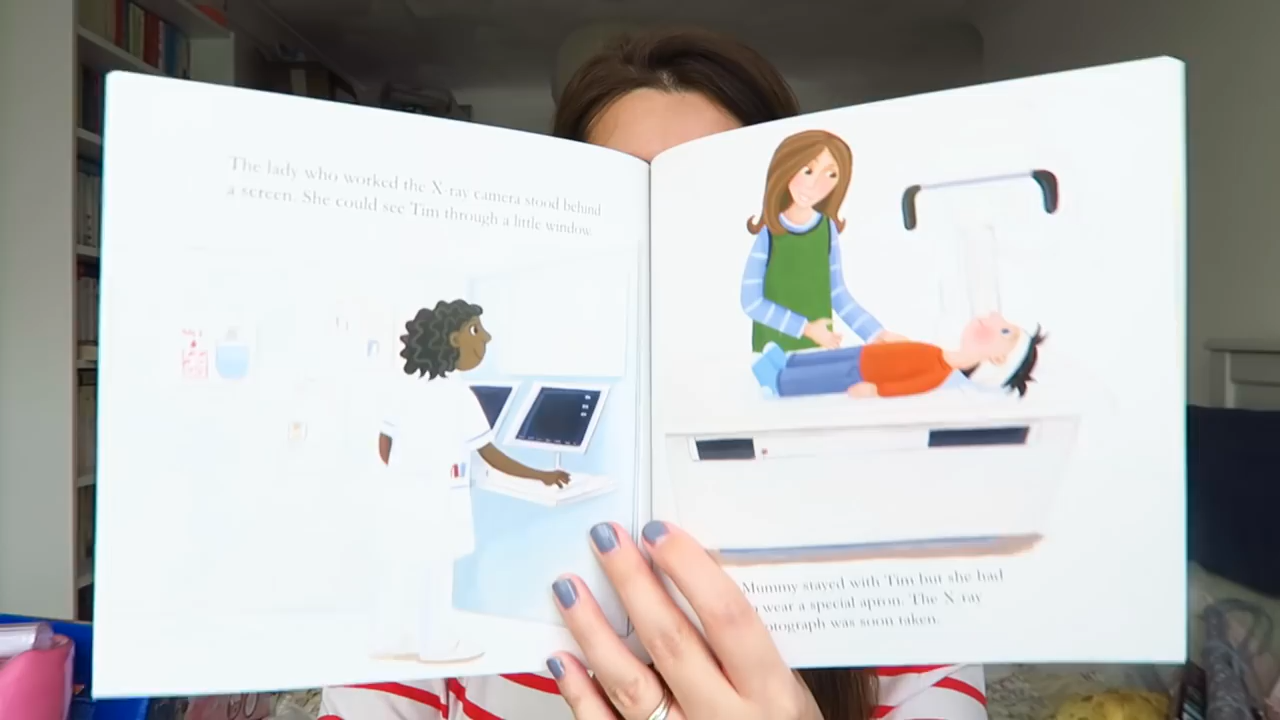 The lady who worked the X-ray camera stood behind
a screen. She could see Tim through a little window.
Mummy stayed with Tim but she had
wear a special apron. The X-ray
otograph was soon taken.